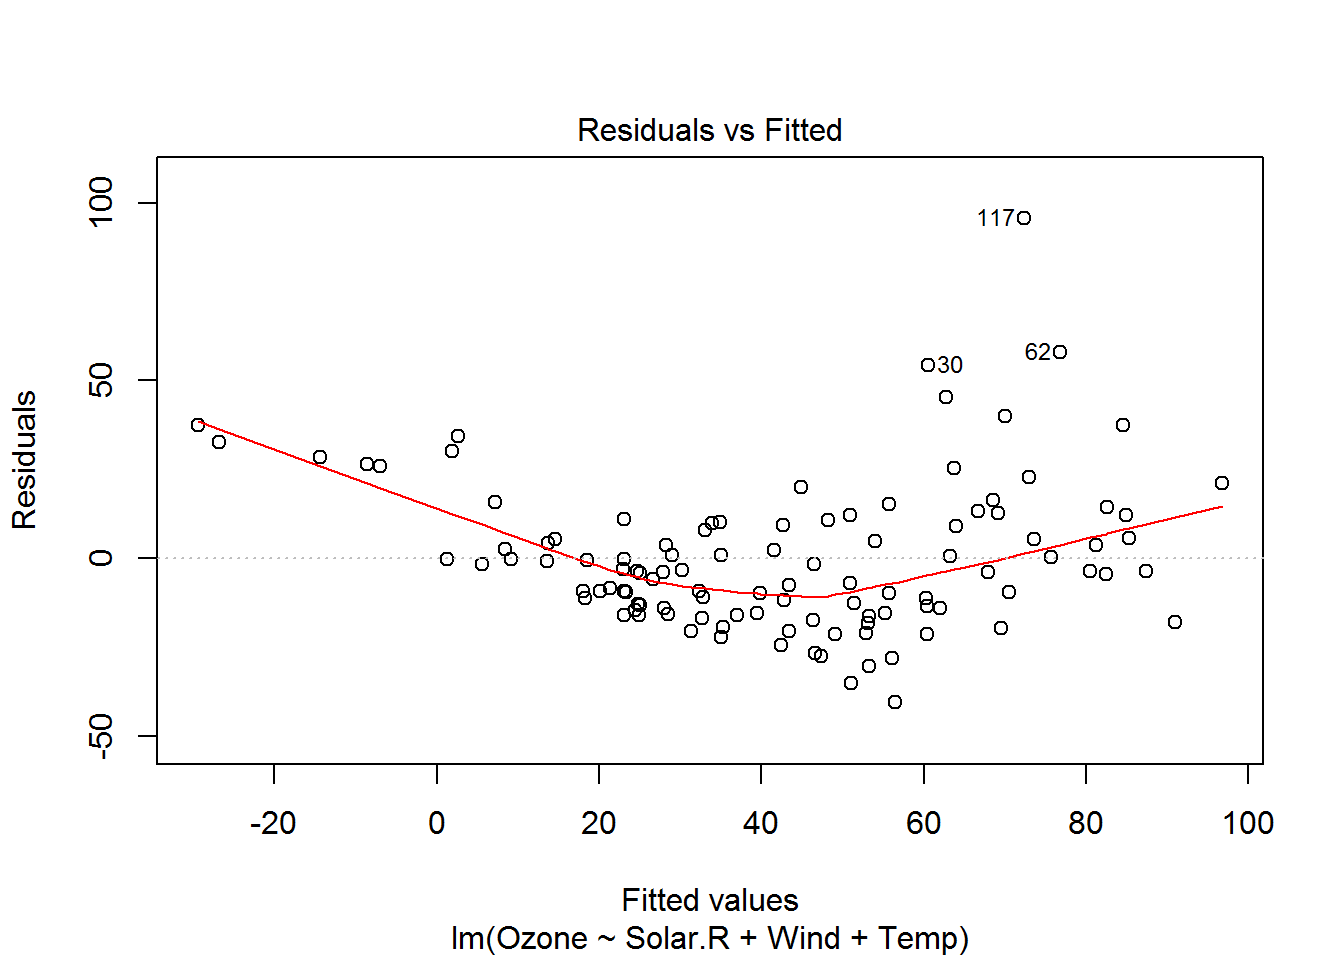 Residuals vs Fitted
Residuals
100
50
0
-50
117
62
30
-20 0 20 40 60 80 100
Fitted values
lm(Ozone ~ Solar.R + Wind + Temp)